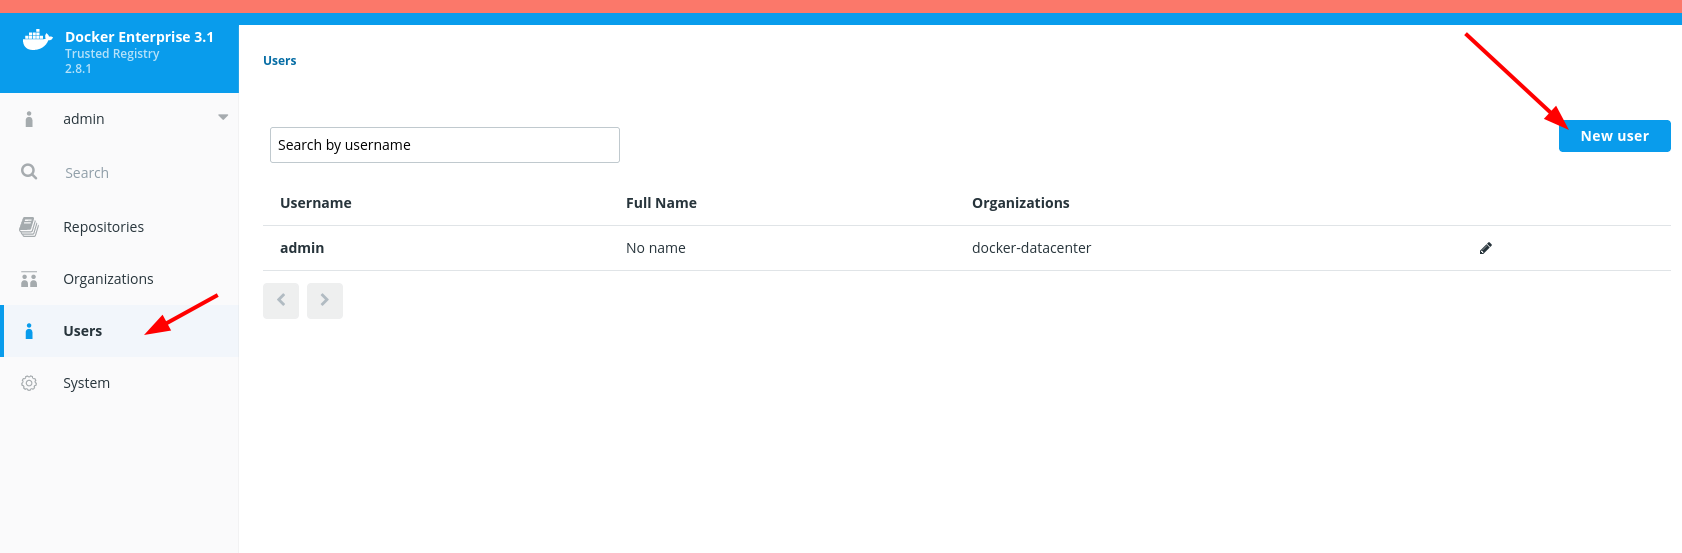 Docker Enterprise 3.1
Trusted Registry
2.8.1
admin
Search
Repositories
Organizations
Users
System
Users
Search by username
New user
Username Full Name Organizations
admin No name docker-datacenter